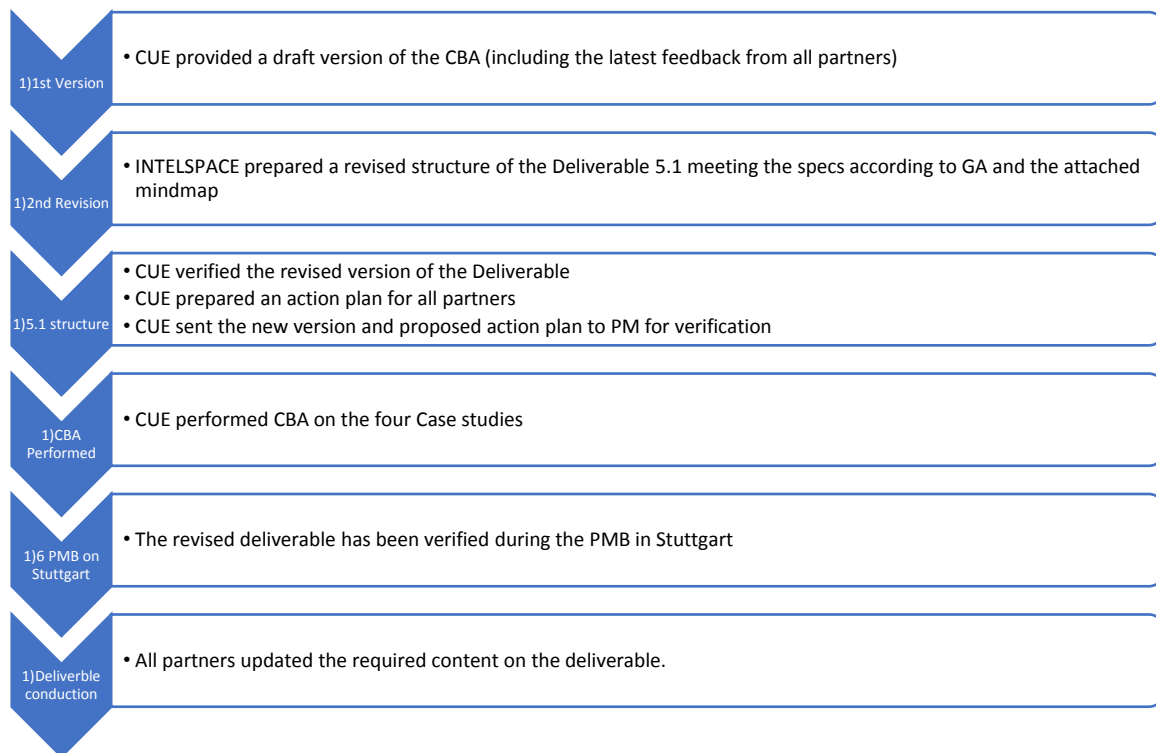 1)1st Version
• CUE provided a draft version of the CBA (including the latest feedback from all partners)
1)2nd Revision
• INTELSPACE prepared a revised structure of the Deliverable 5.1 meeting the specs according to GA and the attached
mindmap
1)5.1 structure
• CUE verified the revised version of the Deliverable
• CUE prepared an action plan for all partners
• CUE sent the new version and proposed action plan to PM for verification
1)CBA
Performed
• CUE performed CBA on the four Case studies
1)6 PMB on
Stuttgart
• The revised deliverable has been verified during the PMB in Stuttgart
1)Deliverble
conduction
• All partners updated the required content on the deliverable.